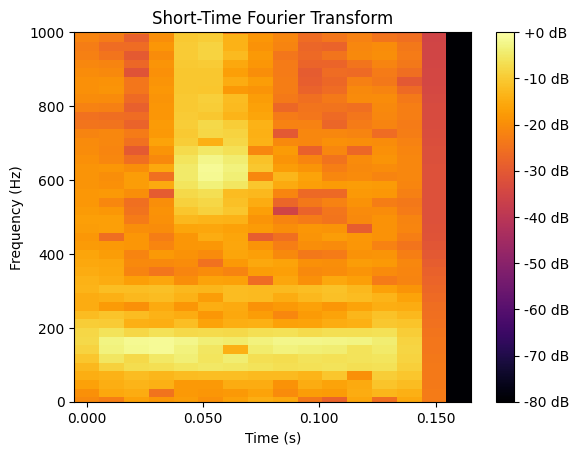 Short-Time Fourier Transform
Frequency (Hz)
1000
800
600
400
200
0
0.000
0.050
0.100
0.150
Time (s)
+0 dB
-10 dB
-20 dB
-30 dB
-40 dB
-50 dB
-60 dB
-70 dB
-80 dB